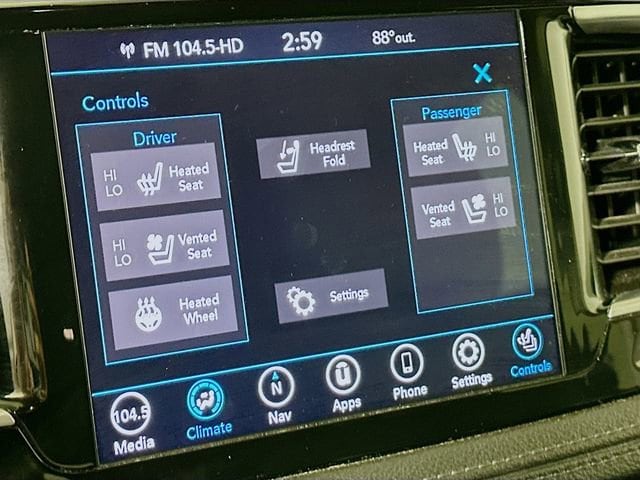 FM 104.5-HD 2:59 88° out.
X
Controls
Driver
HI
LO
Heated
Seat
HI
LO
Vented
Seat
Heated
Wheel
Headrest
Fold
Settings
Passenger
Heated
Seat
HI
LO
Vented
Seat
HI
LO
104.5
Media
Climate
N
Nav
Apps
Phone
Settings
Controls